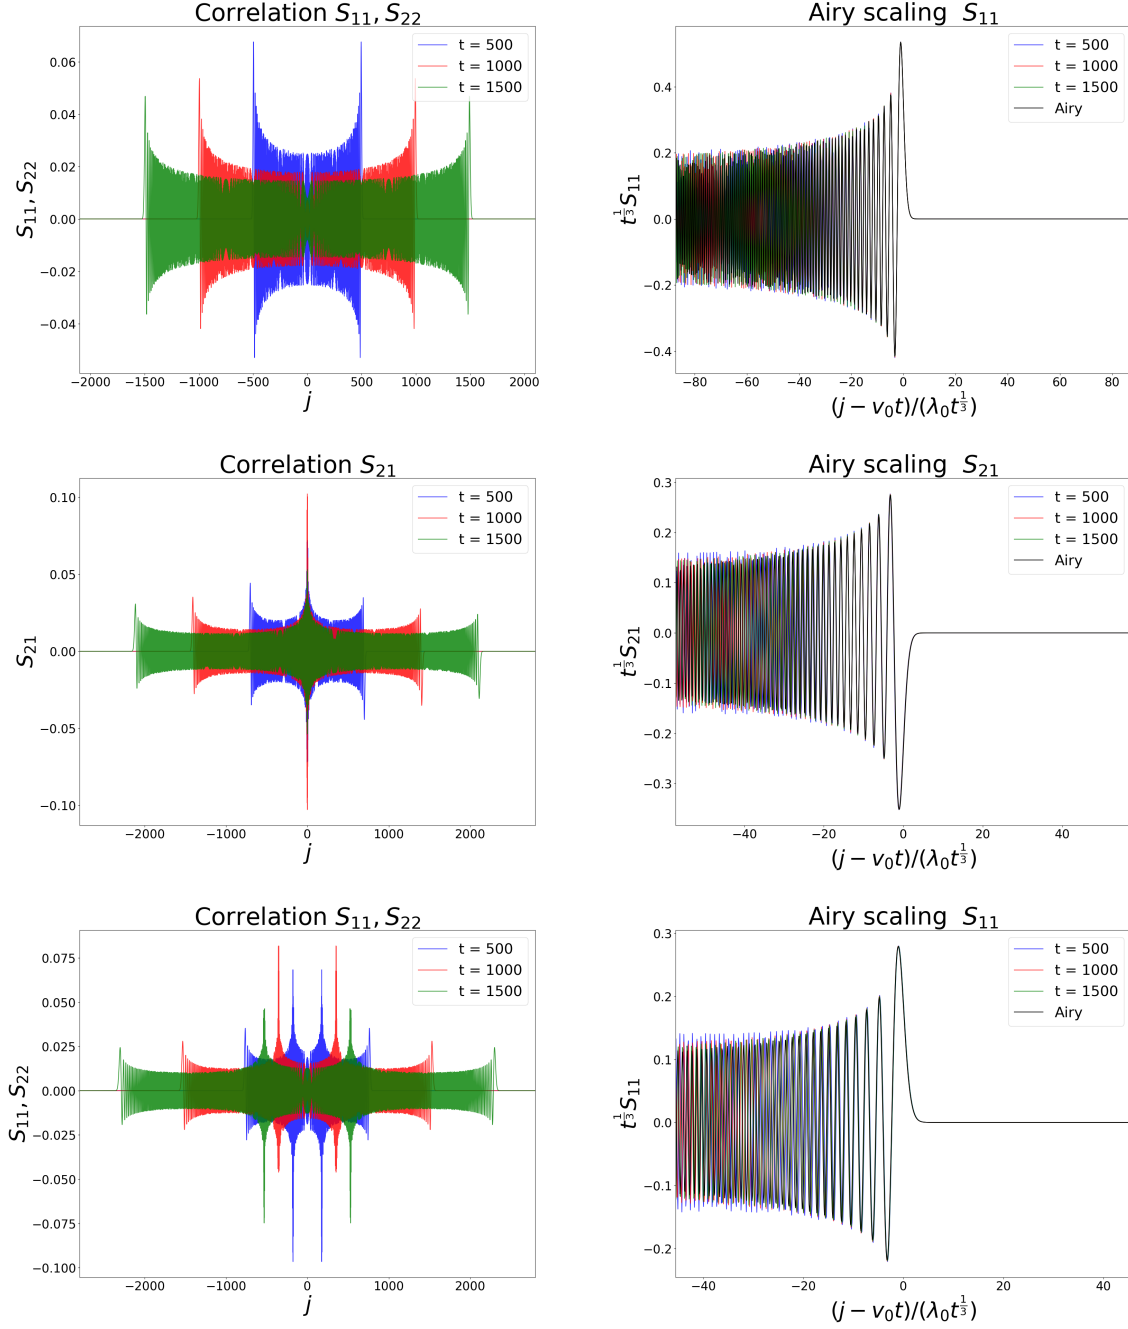 Correlation S₁₁, S₂₂
t = 500
t = 1000
t = 1500
S₁₁, S₂₂
0.06
0.04
0.02
0.00
−0.02
−0.04
−2000 −1500 −1000 −500 0 500 1000 1500 2000
j
Airy scaling S₁₁
t = 500
t = 1000
t = 1500
Airy
t^{1/3}S₁₁
0.4
0.2
0.0
−0.2
−0.4
−80 −60 −40 −20 0 20 40 60 80
(j − v₀t)/(λ₀t^{1/3})
Correlation S₂₁
t = 500
t = 1000
t = 1500
S₂₁
0.10
0.05
0.00
−0.05
−0.10
−2000 −1000 0 1000 2000
j
Airy scaling S₂₁
t = 500
t = 1000
t = 1500
Airy
t^{1/3}S₂₁
0.3
0.2
0.1
0.0
−0.1
−0.2
−0.3
−40 −20 0 20 40
(j − v₀t)/(λ₀t^{1/3})
Correlation S₁₁, S₂₂
t = 500
t = 1000
t = 1500
S₁₁, S₂₂
0.075
0.050
0.025
0.000
−0.025
−0.050
−0.075
−0.100
−2000 −1000 0 1000 2000
j
Airy scaling S₁₁
t = 500
t = 1000
t = 1500
Airy
t^{1/3}S₁₁
0.3
0.2
0.1
0.0
−0.1
−0.2
−40 −20 0 20 40
(j − v₀t)/(λ₀t^{1/3})